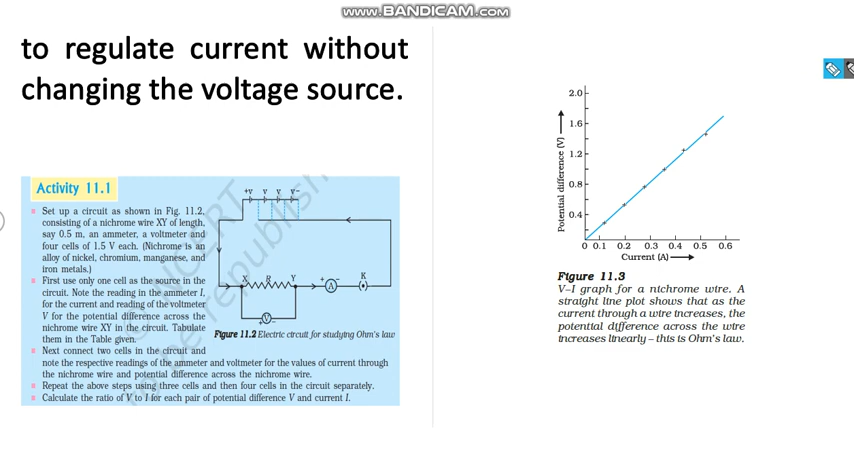 www.BANDICAM.com
to regulate current without
changing the voltage source.
Activity 11.1
Set up a circuit as shown in Fig. 11.2,
consisting of a nichrome wire XY of length,
say 0.5 m, an ammeter, a voltmeter and
four cells of 1.5 V each. (Nichrome is an
alloy of nickel, chromium, manganese, and
iron metals.)
First use only one cell as the source in the
circuit. Note the reading in the ammeter I,
for the current and reading of the voltmeter
V for the potential difference across the
nichrome wire XY in the circuit. Tabulate
them in the Table given.
Next connect two cells in the circuit and
note the respective readings of the ammeter and voltmeter for the values of current through
the nichrome wire and potential difference across the nichrome wire.
Repeat the above steps using three cells and then four cells in the circuit separately.
Calculate the ratio of V to I for each pair of potential difference V and current I.
+V V V V–
X R Y
+ A –
K
+ V –
Figure 11.2 Electric circuit for studying Ohm's law
© NCERT
be republish
2.0
1.6
1.2
0.8
0.4
0 0.1 0.2 0.3 0.4 0.5 0.6
Potential difference (V)
Current (A)
Figure 11.3
V–I graph for a nichrome wire. A
straight line plot shows that as the
current through a wire increases, the
potential difference across the wire
increases linearly – this is Ohm's law.